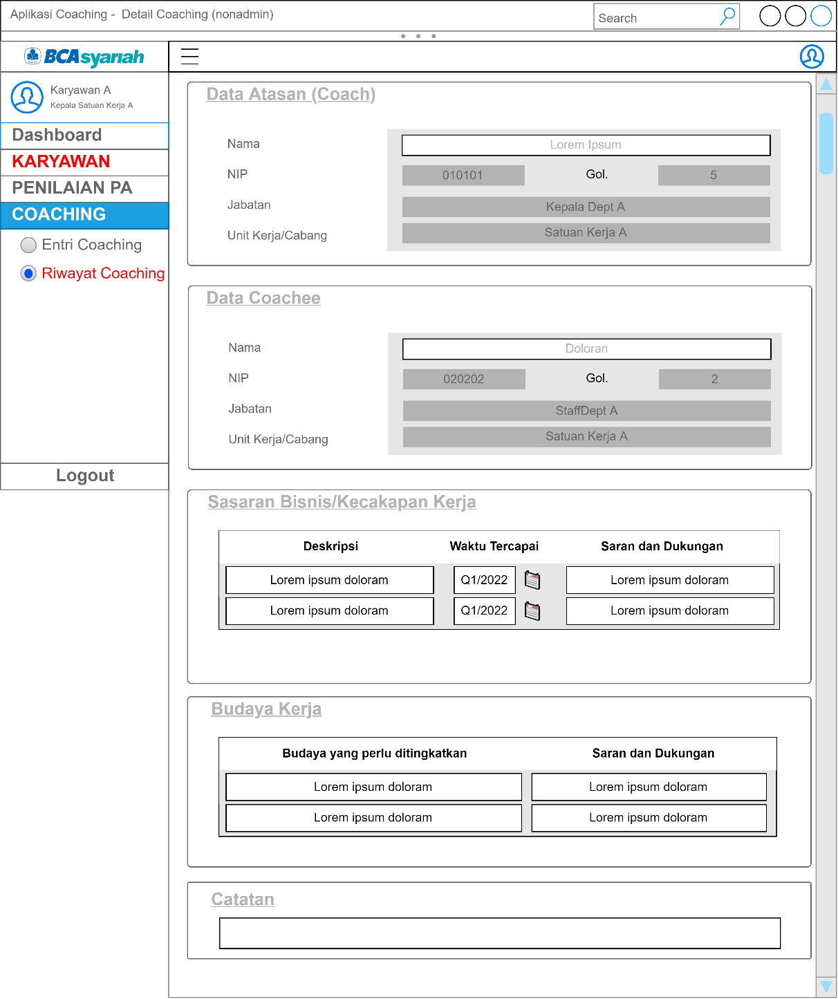 Aplikasi Coaching -  Detail Coaching (nonadmin)
Search
BCAsyariah
Karyawan A
Kepala Satuan Kerja A
Dashboard
KARYAWAN
PENILAIAN PA
COACHING
Entri Coaching
Riwayat Coaching
Logout
Data Atasan (Coach)
Nama Lorem Ipsum
NIP 010101 Gol. 5
Jabatan Kepala Dept A
Unit Kerja/Cabang Satuan Kerja A
Data Coachee
Nama Doloran
NIP 020202 Gol. 2
Jabatan StaffDept A
Unit Kerja/Cabang Satuan Kerja A
Sasaran Bisnis/Kecakapan Kerja
Deskripsi Waktu Tercapai Saran dan Dukungan
Lorem ipsum doloram Q1/2022 Lorem ipsum doloram
Lorem ipsum doloram Q1/2022 Lorem ipsum doloram
Budaya Kerja
Budaya yang perlu ditingkatkan Saran dan Dukungan
Lorem ipsum doloram Lorem ipsum doloram
Lorem ipsum doloram Lorem ipsum doloram
Catatan